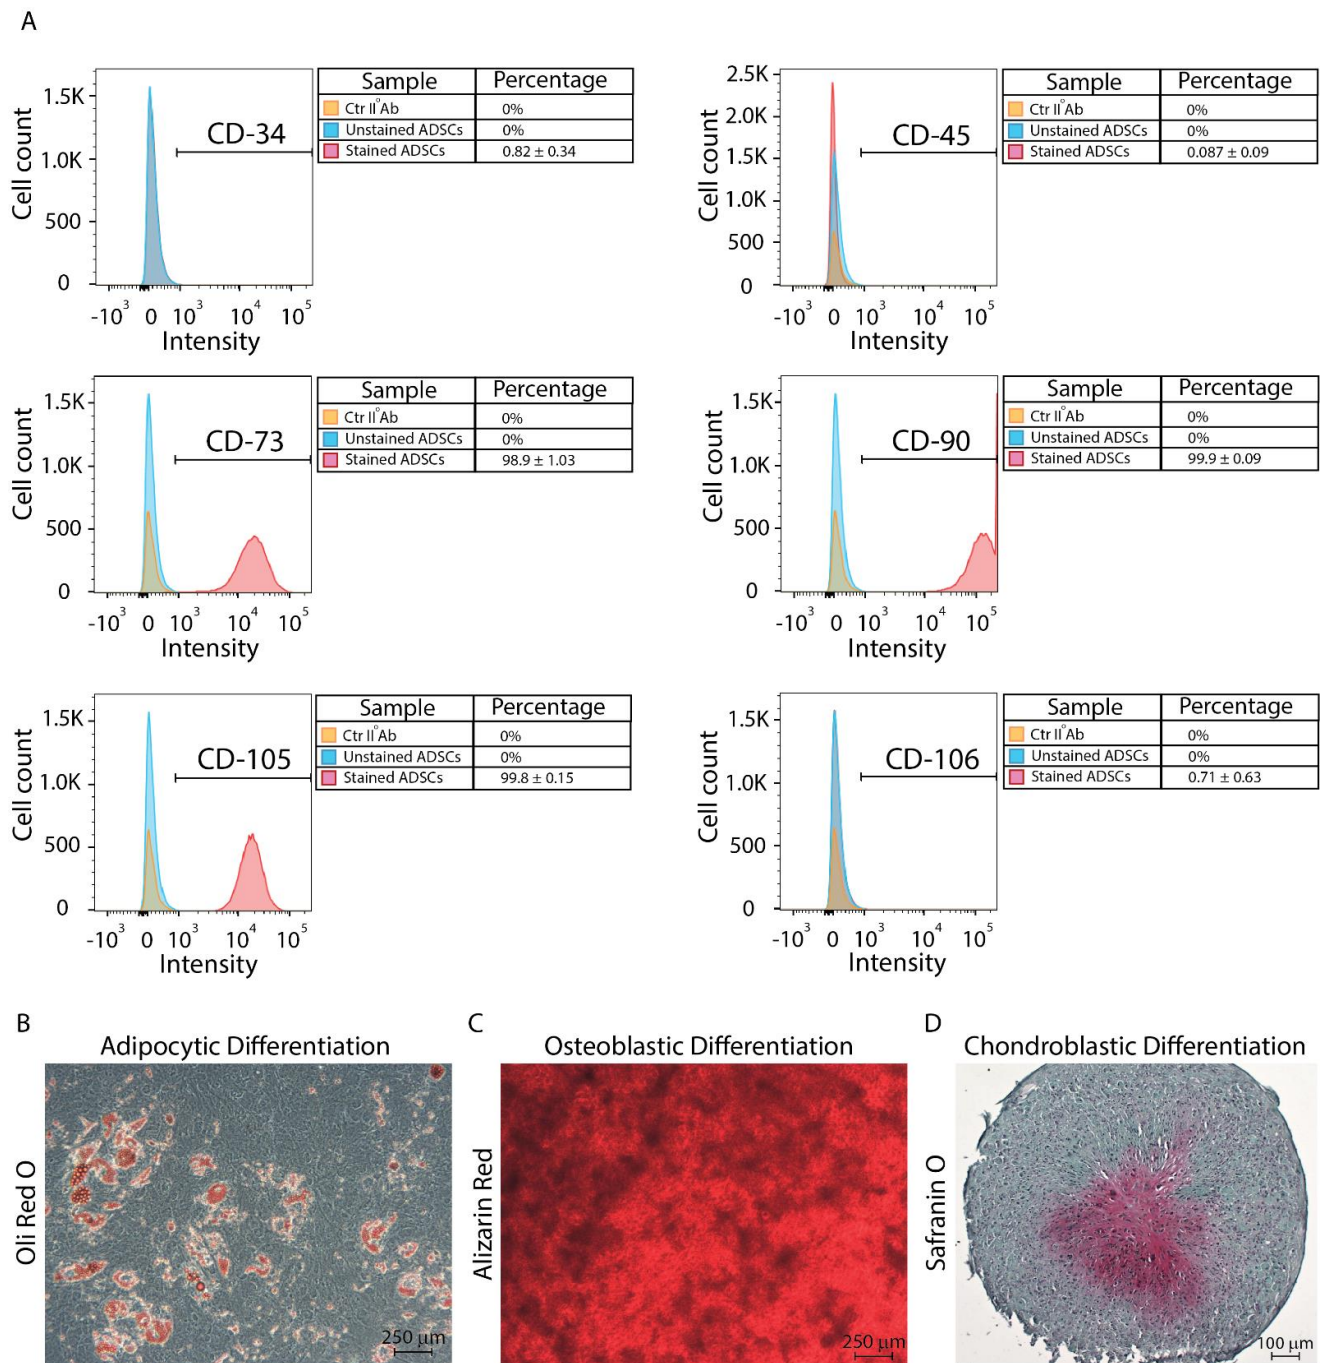 A
1.5K
1.0K
500
0
Cell count
CD-34
-10³ 0 10³ 10⁴ 10⁵
Intensity
Sample Percentage
Ctr II°Ab 0%
Unstained ADSCs 0%
Stained ADSCs 0.82 ± 0.34
2.5K
2.0K
1.5K
1.0K
500
0
Cell count
CD-45
-10³ 0 10³ 10⁴ 10⁵
Intensity
Sample Percentage
Ctr II°Ab 0%
Unstained ADSCs 0%
Stained ADSCs 0.087 ± 0.09
1.5K
1.0K
500
0
Cell count
CD-73
-10³ 0 10³ 10⁴ 10⁵
Intensity
Sample Percentage
Ctr II°Ab 0%
Unstained ADSCs 0%
Stained ADSCs 98.9 ± 1.03
1.5K
1.0K
500
0
Cell count
CD-90
-10³ 0 10³ 10⁴ 10⁵
Intensity
Sample Percentage
Ctr II°Ab 0%
Unstained ADSCs 0%
Stained ADSCs 99.9 ± 0.09
1.5K
1.0K
500
0
Cell count
CD-105
-10³ 0 10³ 10⁴ 10⁵
Intensity
Sample Percentage
Ctr II°Ab 0%
Unstained ADSCs 0%
Stained ADSCs 99.8 ± 0.15
1.5K
1.0K
500
0
Cell count
CD-106
-10³ 0 10³ 10⁴ 10⁵
Intensity
Sample Percentage
Ctr II°Ab 0%
Unstained ADSCs 0%
Stained ADSCs 0.71 ± 0.63
B
Adipocytic Differentiation
Oli Red O
250 µm
C
Osteoblastic Differentiation
Alizarin Red
250 µm
D
Chondroblastic Differentiation
Safranin O
100 µm